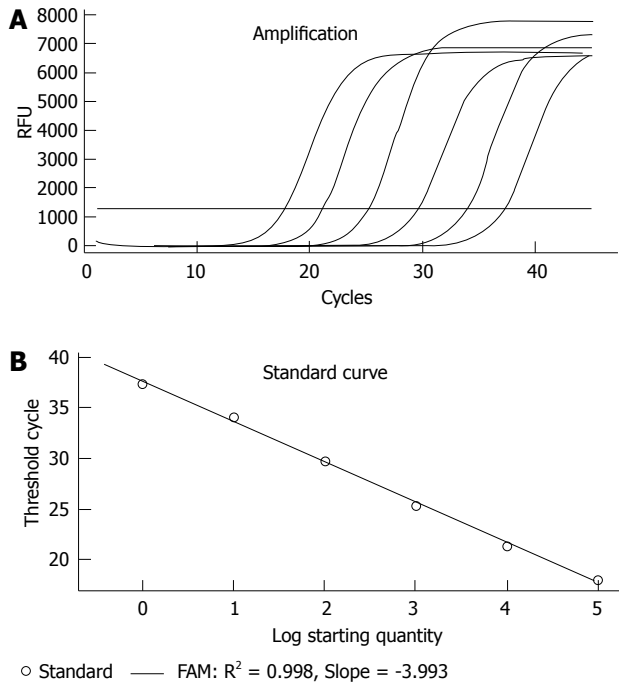 A
Amplification
8000
7000
6000
5000
4000
3000
2000
1000
0
RFU
0 10 20 30 40
Cycles
B
Standard curve
40
35
30
25
20
Threshold cycle
0 1 2 3 4 5
Log starting quantity
Standard FAM: R² = 0.998, Slope = -3.993